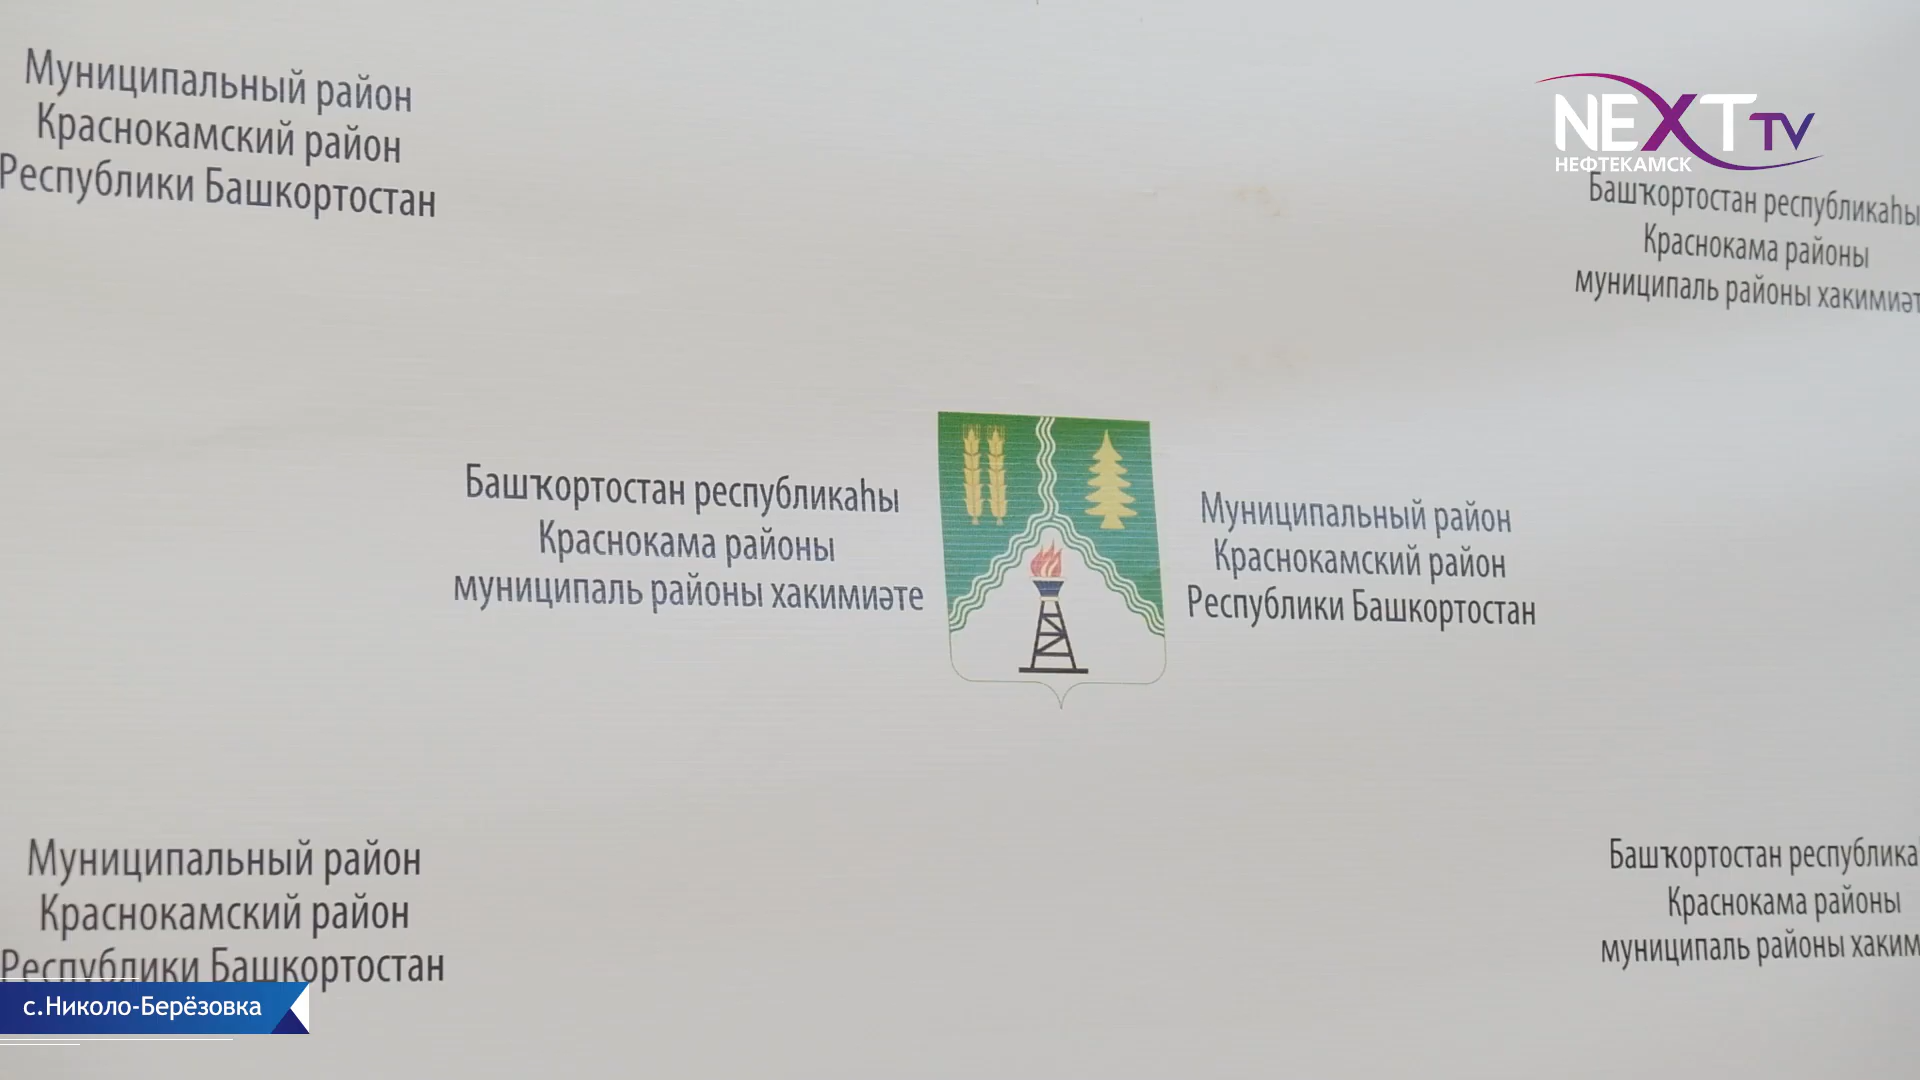 Муниципальный район
Краснокамский район
Республики Башкортостан
NEXT TV
НЕФТЕКАМСК
Башҡортостан республикаһы
Краснокама районы
муниципаль районы хакимиәт
Башҡортостан республикаһы
Краснокама районы
муниципаль районы хакимиәте
Муниципальный район
Краснокамский район
Республики Башкортостан
Муниципальный район
Краснокамский район
Республики Башкортостан
Башҡортостан республика
Краснокама районы
муниципаль районы хаким
с.Николо-Берёзовка